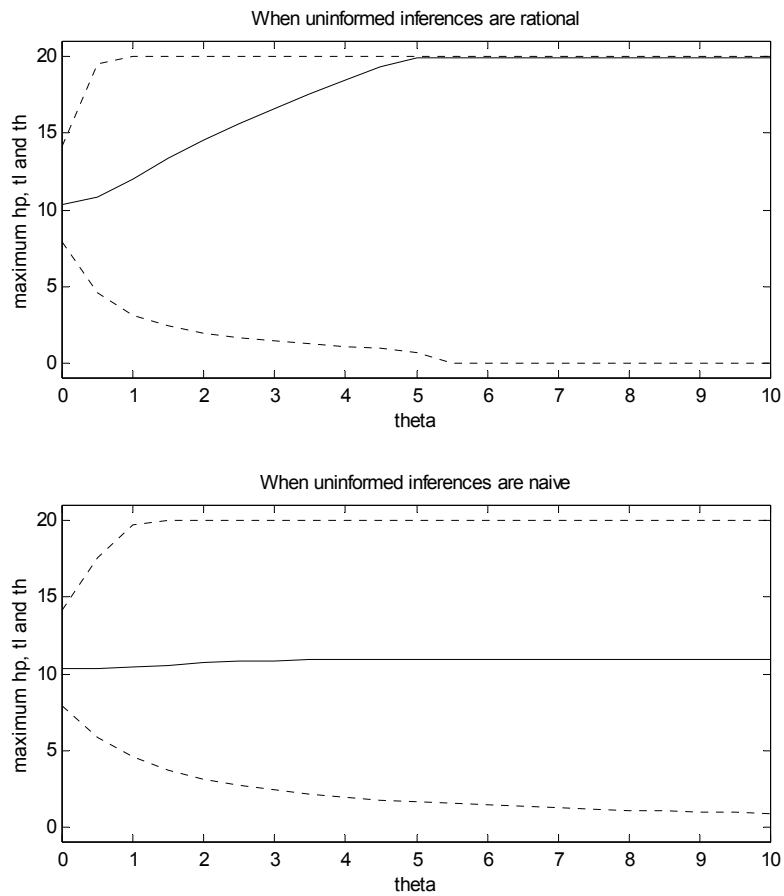 When uninformed inferences are rational
maximum hp, tl and th
20
15
10
5
0
0 1 2 3 4 5 6 7 8 9 10
theta
When uninformed inferences are naive
maximum hp, tl and th
20
15
10
5
0
0 1 2 3 4 5 6 7 8 9 10
theta